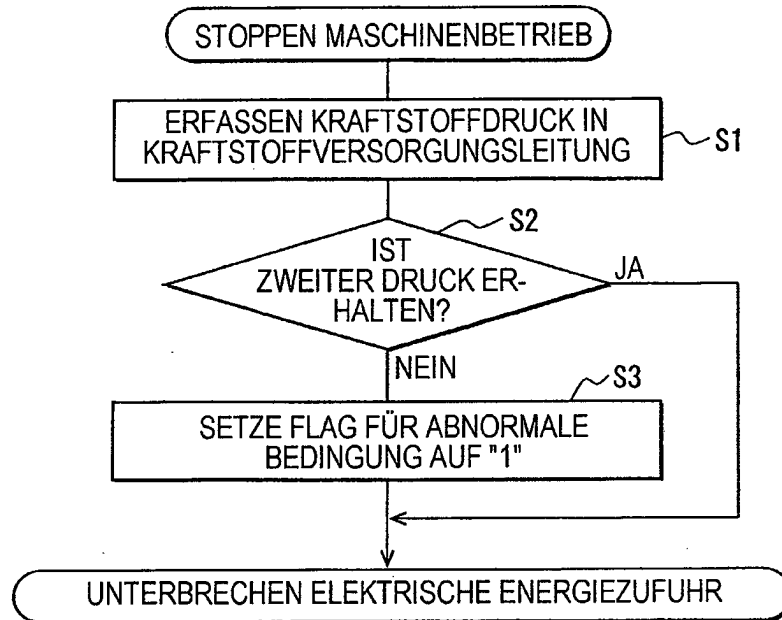 STOPPEN MASCHINENBETRIEB
ERFASSEN KRAFTSTOFFDRUCK IN
KRAFTSTOFFVERSORGUNGSLEITUNG
S1
S2
IST
ZWEITER DRUCK ER-
HALTEN?
JA
NEIN
S3
SETZE FLAG FÜR ABNORMALE
BEDINGUNG AUF "1"
UNTERBRECHEN ELEKTRISCHE ENERGIEZUFUHR